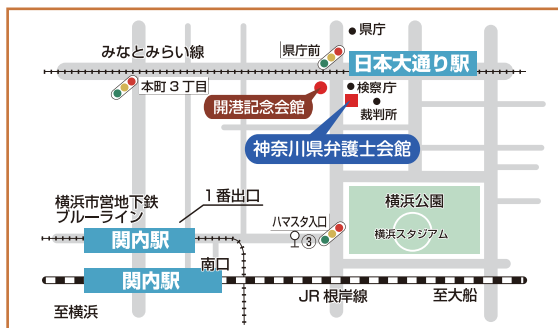 県庁
県庁前
みなとみらい線
日本大通り駅
本町3丁目
検察庁
開港記念会館
裁判所
神奈川県弁護士会館
1番出口
横浜市営地下鉄
ブルーライン
横浜公園
ハマスタ入口
横浜スタジアム
関内駅
③
南口
関内駅
JR根岸線
至大船
至横浜